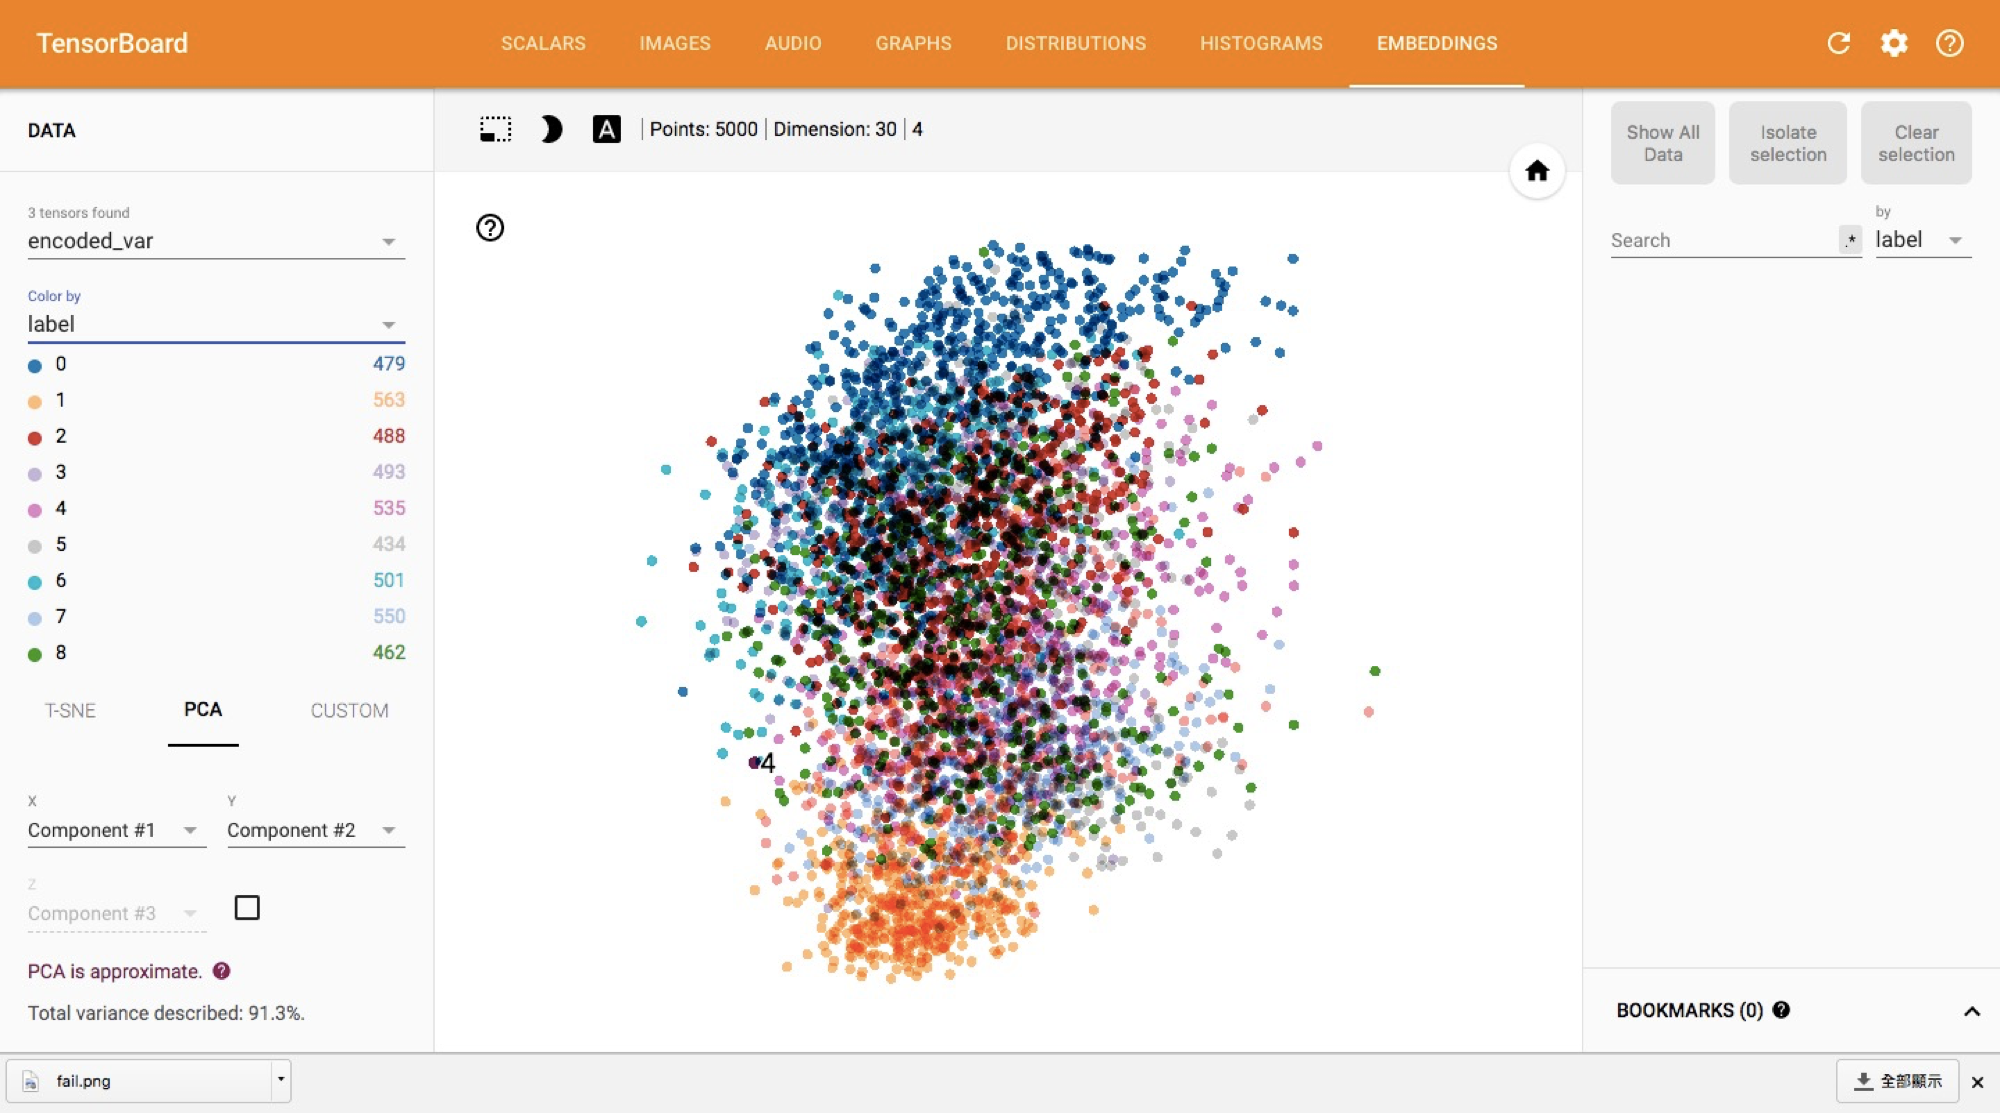 TensorBoard
SCALARS IMAGES AUDIO GRAPHS DISTRIBUTIONS HISTOGRAMS EMBEDDINGS
DATA
3 tensors found
encoded_var
Color by
label
0 479
1 563
2 488
3 493
4 535
5 434
6 501
7 550
8 462
T-SNE PCA CUSTOM
X Y
Component #1 Component #2
Z
Component #3
PCA is approximate. ?
Total variance described: 91.3%.
A | Points: 5000 | Dimension: 30 | 4
?
4
Show All Data
Isolate selection
Clear selection
Search .* by label
BOOKMARKS (0) ?
fail.png
全部顯示 ×